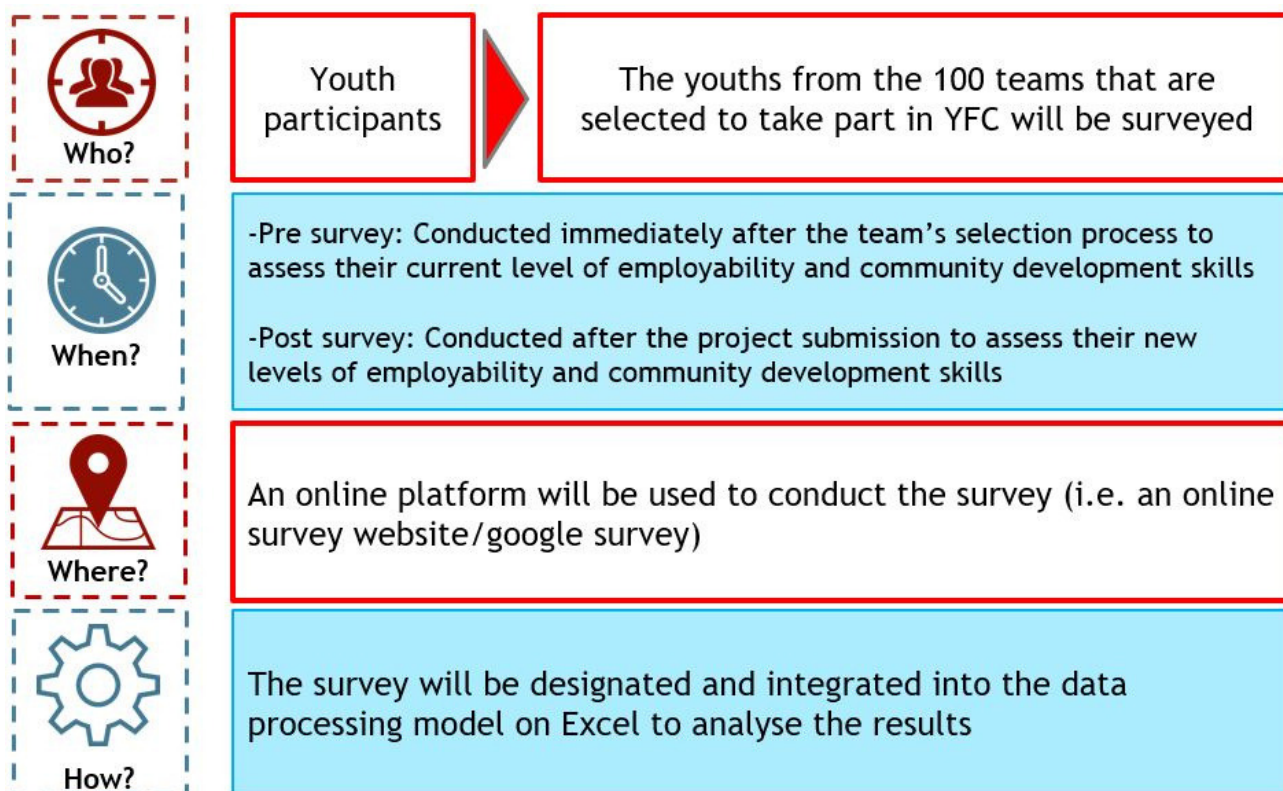 Who?
Youth
participants
The youths from the 100 teams that are
selected to take part in YFC will be surveyed
When?
-Pre survey: Conducted immediately after the team’s selection process to
assess their current level of employability and community development skills
-Post survey: Conducted after the project submission to assess their new
levels of employability and community development skills
Where?
An online platform will be used to conduct the survey (i.e. an online
survey website/google survey)
How?
The survey will be designated and integrated into the data
processing model on Excel to analyse the results